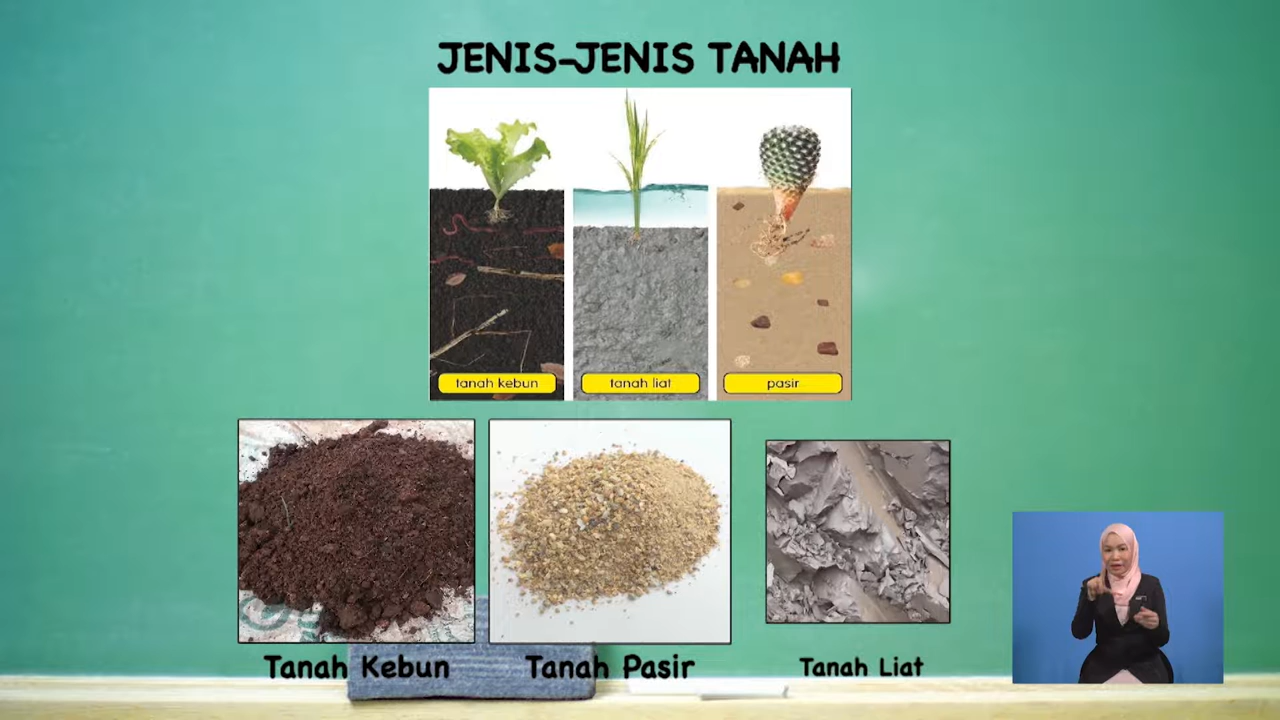 JENIS-JENIS TANAH
tanah kebun
tanah liat
pasir
Tanah Kebun
Tanah Pasir
Tanah Liat